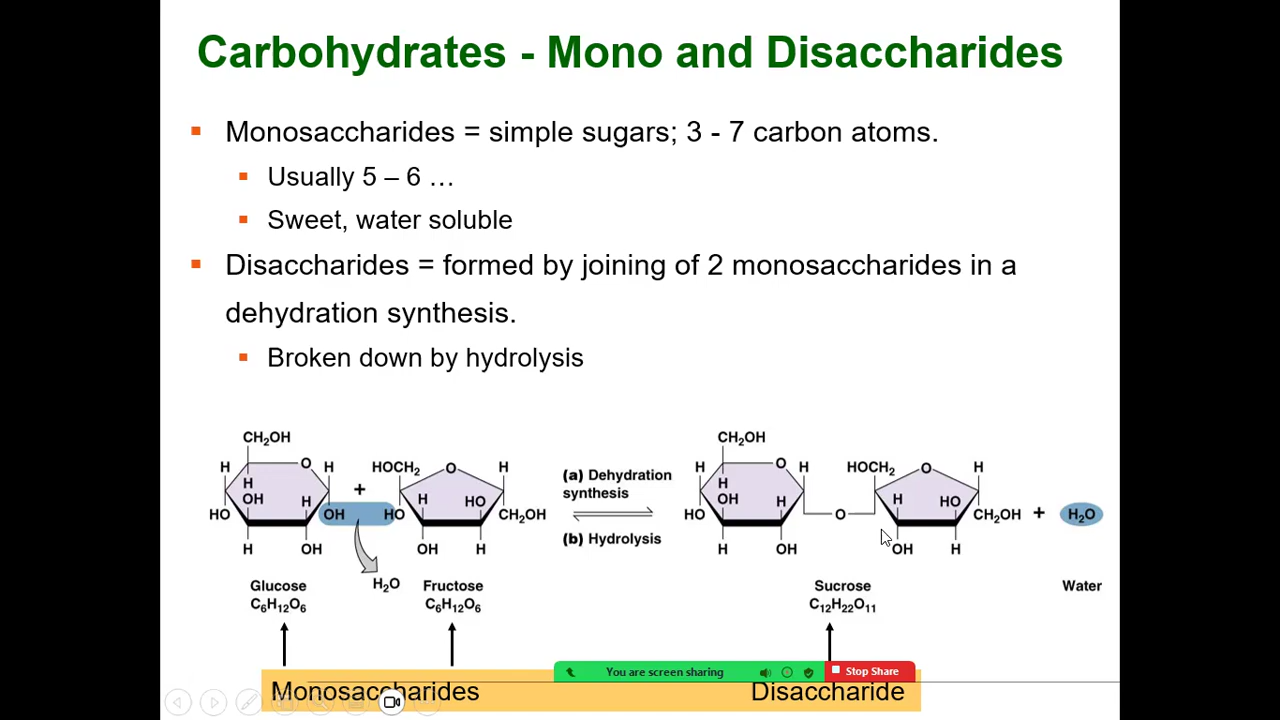 Carbohydrates - Mono and Disaccharides
▪ Monosaccharides = simple sugars; 3 - 7 carbon atoms.
▪ Usually 5 – 6 …
▪ Sweet, water soluble
▪ Disaccharides = formed by joining of 2 monosaccharides in a
dehydration synthesis.
▪ Broken down by hydrolysis
CH₂OH
H O H
H
OH H
HO OH
H OH
+
HOCH₂ O H
H HO
HO CH₂OH
OH H
H₂O
(a) Dehydration
synthesis
(b) Hydrolysis
CH₂OH
H O H
H
OH H
HO
H OH
O
HOCH₂ O H
H HO
CH₂OH
OH H
+ H₂O
Glucose
C₆H₁₂O₆
Fructose
C₆H₁₂O₆
Sucrose
C₁₂H₂₂O₁₁
Water
You are screen sharing Stop Share
Monosaccharides Disaccharide